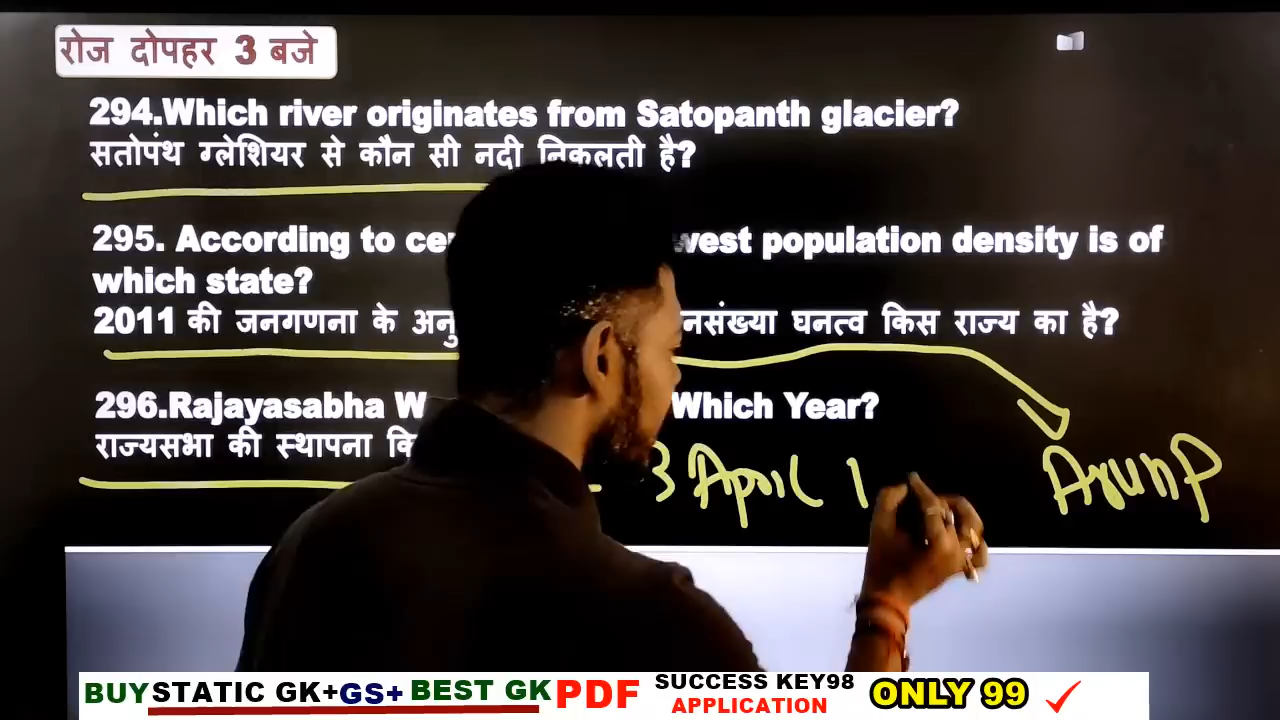 रोज दोपहर 3 बजे
294.Which river originates from Satopanth glacier?
सतोपंथ ग्लेशियर से कौन सी नदी निकलती है?
295. According to ce west population density is of
which state?
2011 की जनगणना के अनु नसंख्या घनत्व किस राज्य का है?
296.Rajayasabha W Which Year?
राज्यसभा की स्थापना कि
3 April 1
Arun P
BUY STATIC GK+GS+ BEST GK PDF SUCCESS KEY98 APPLICATION ONLY 99